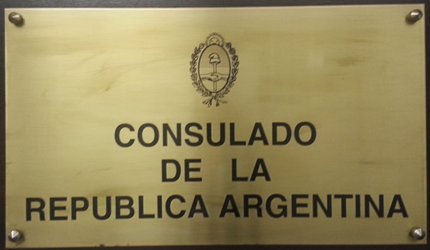 CONSULADO
DE LA
REPUBLICA ARGENTINA